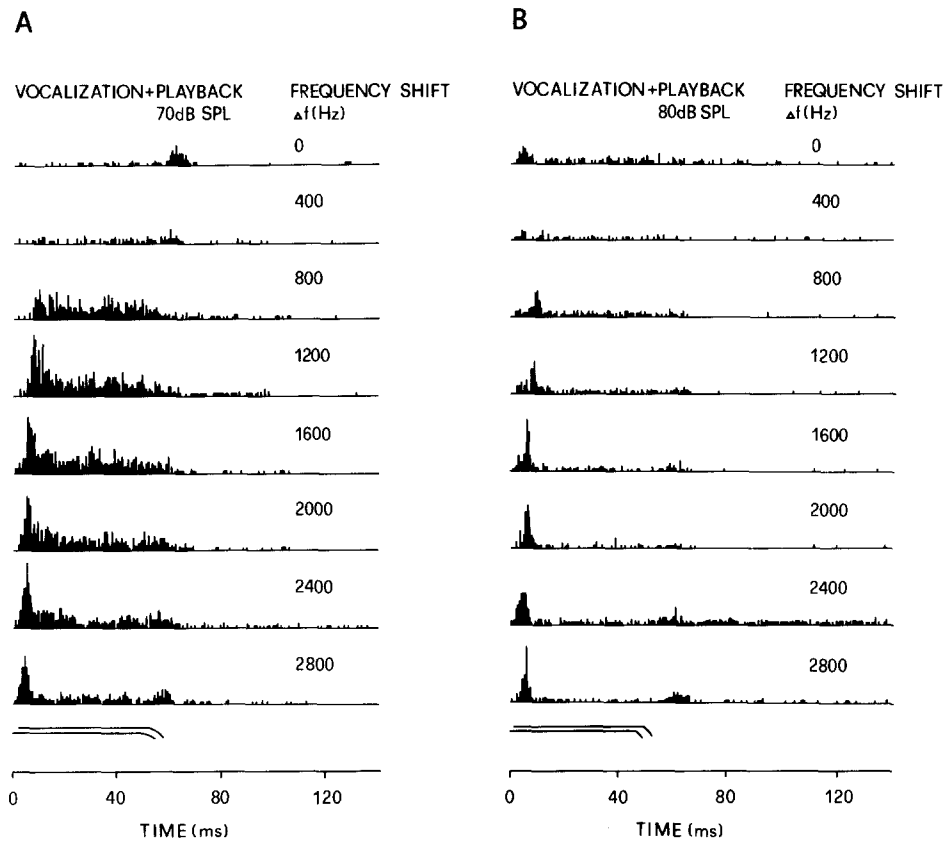 A
VOCALIZATION+PLAYBACK FREQUENCY SHIFT
70dB SPL Δf(Hz)
0
400
800
1200
1600
2000
2400
2800
0 40 80 120
TIME (ms)
B
VOCALIZATION+PLAYBACK FREQUENCY SHIFT
80dB SPL Δf(Hz)
0
400
800
1200
1600
2000
2400
2800
0 40 80 120
TIME (ms)